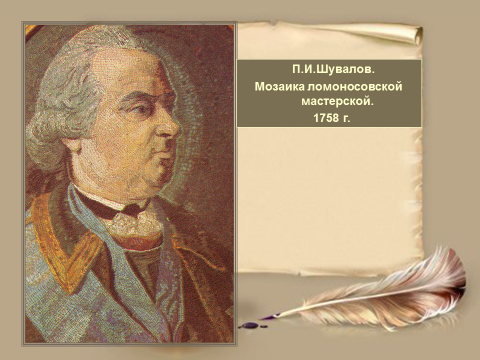 П.И.Шувалов.
Мозаика ломоносовской
мастерской.
1758 г.